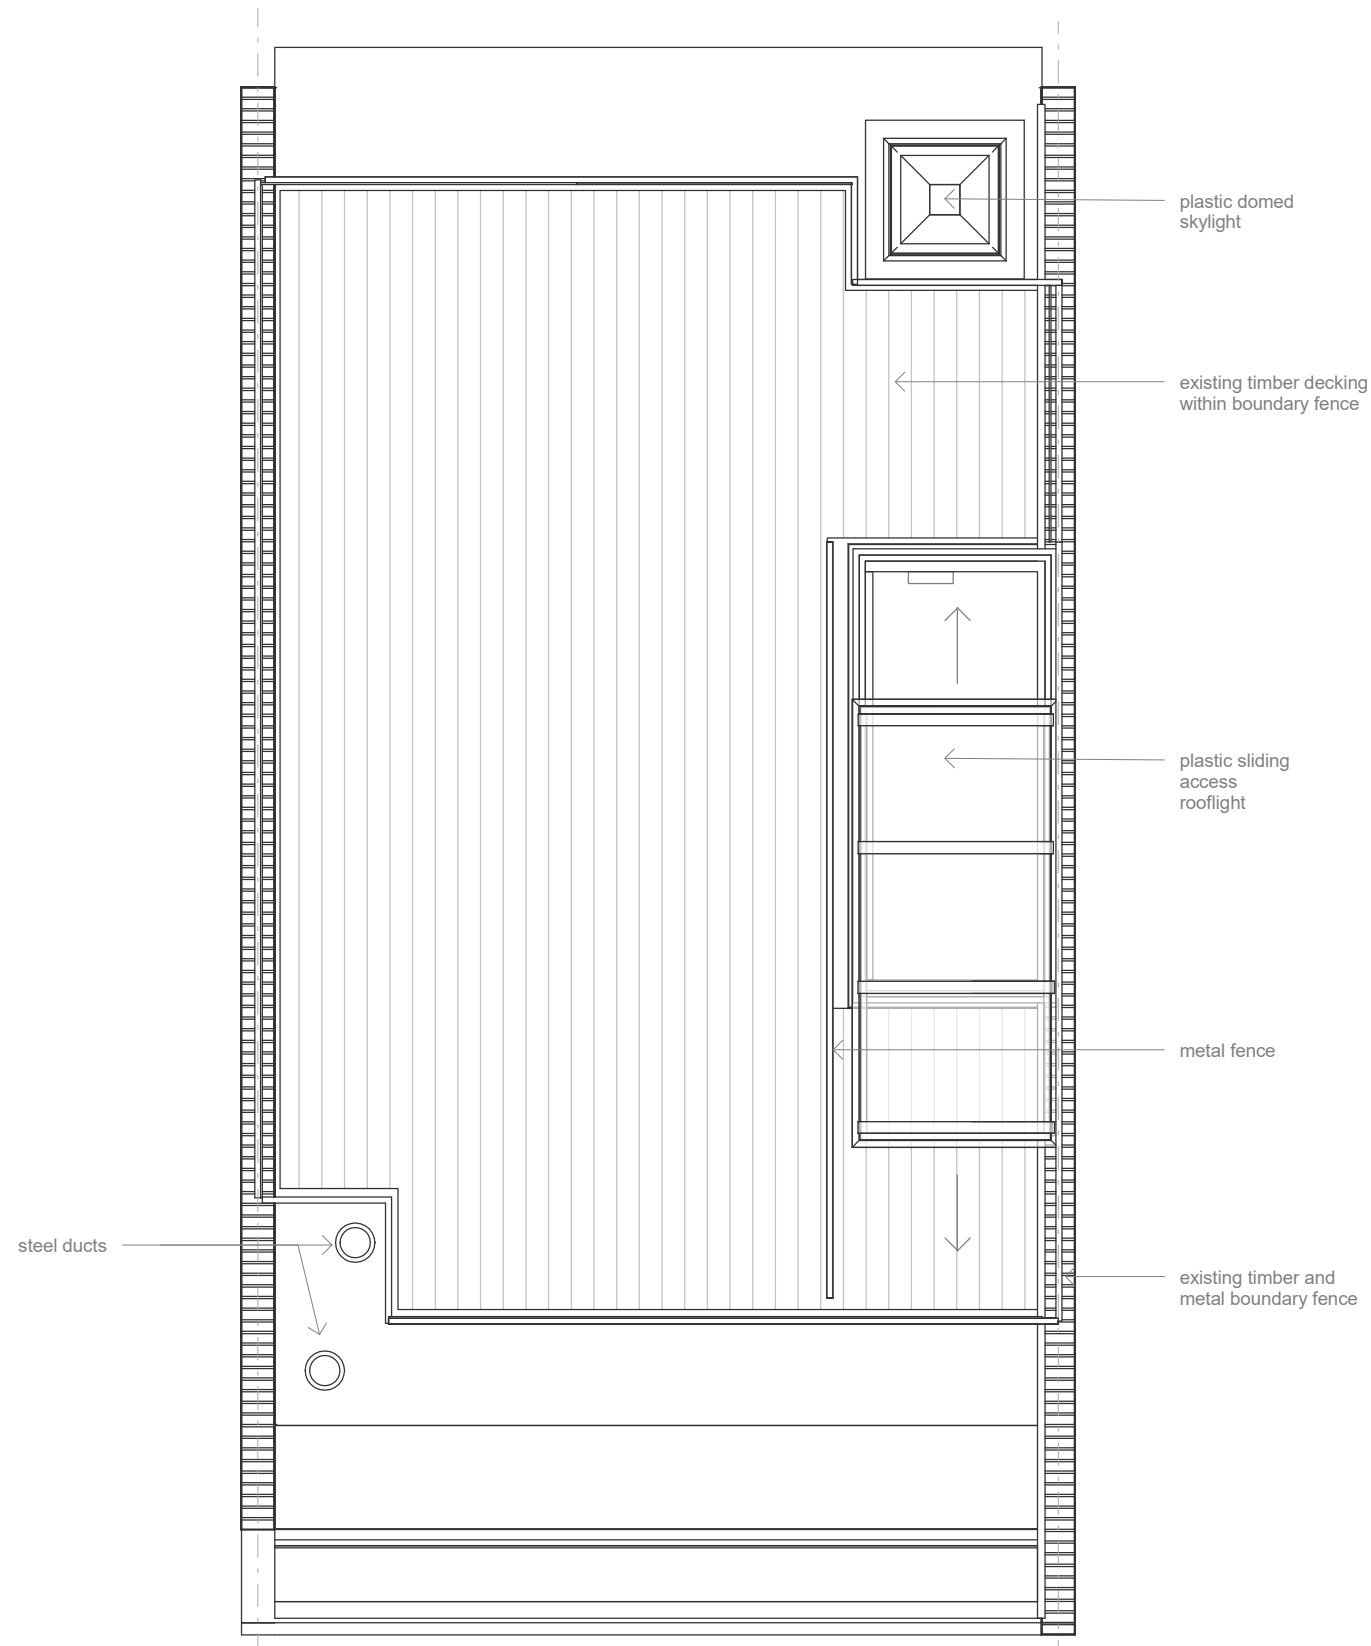 plastic domed
skylight
existing timber decking
within boundary fence
plastic sliding
access
rooflight
metal fence
steel ducts
existing timber and
metal boundary fence